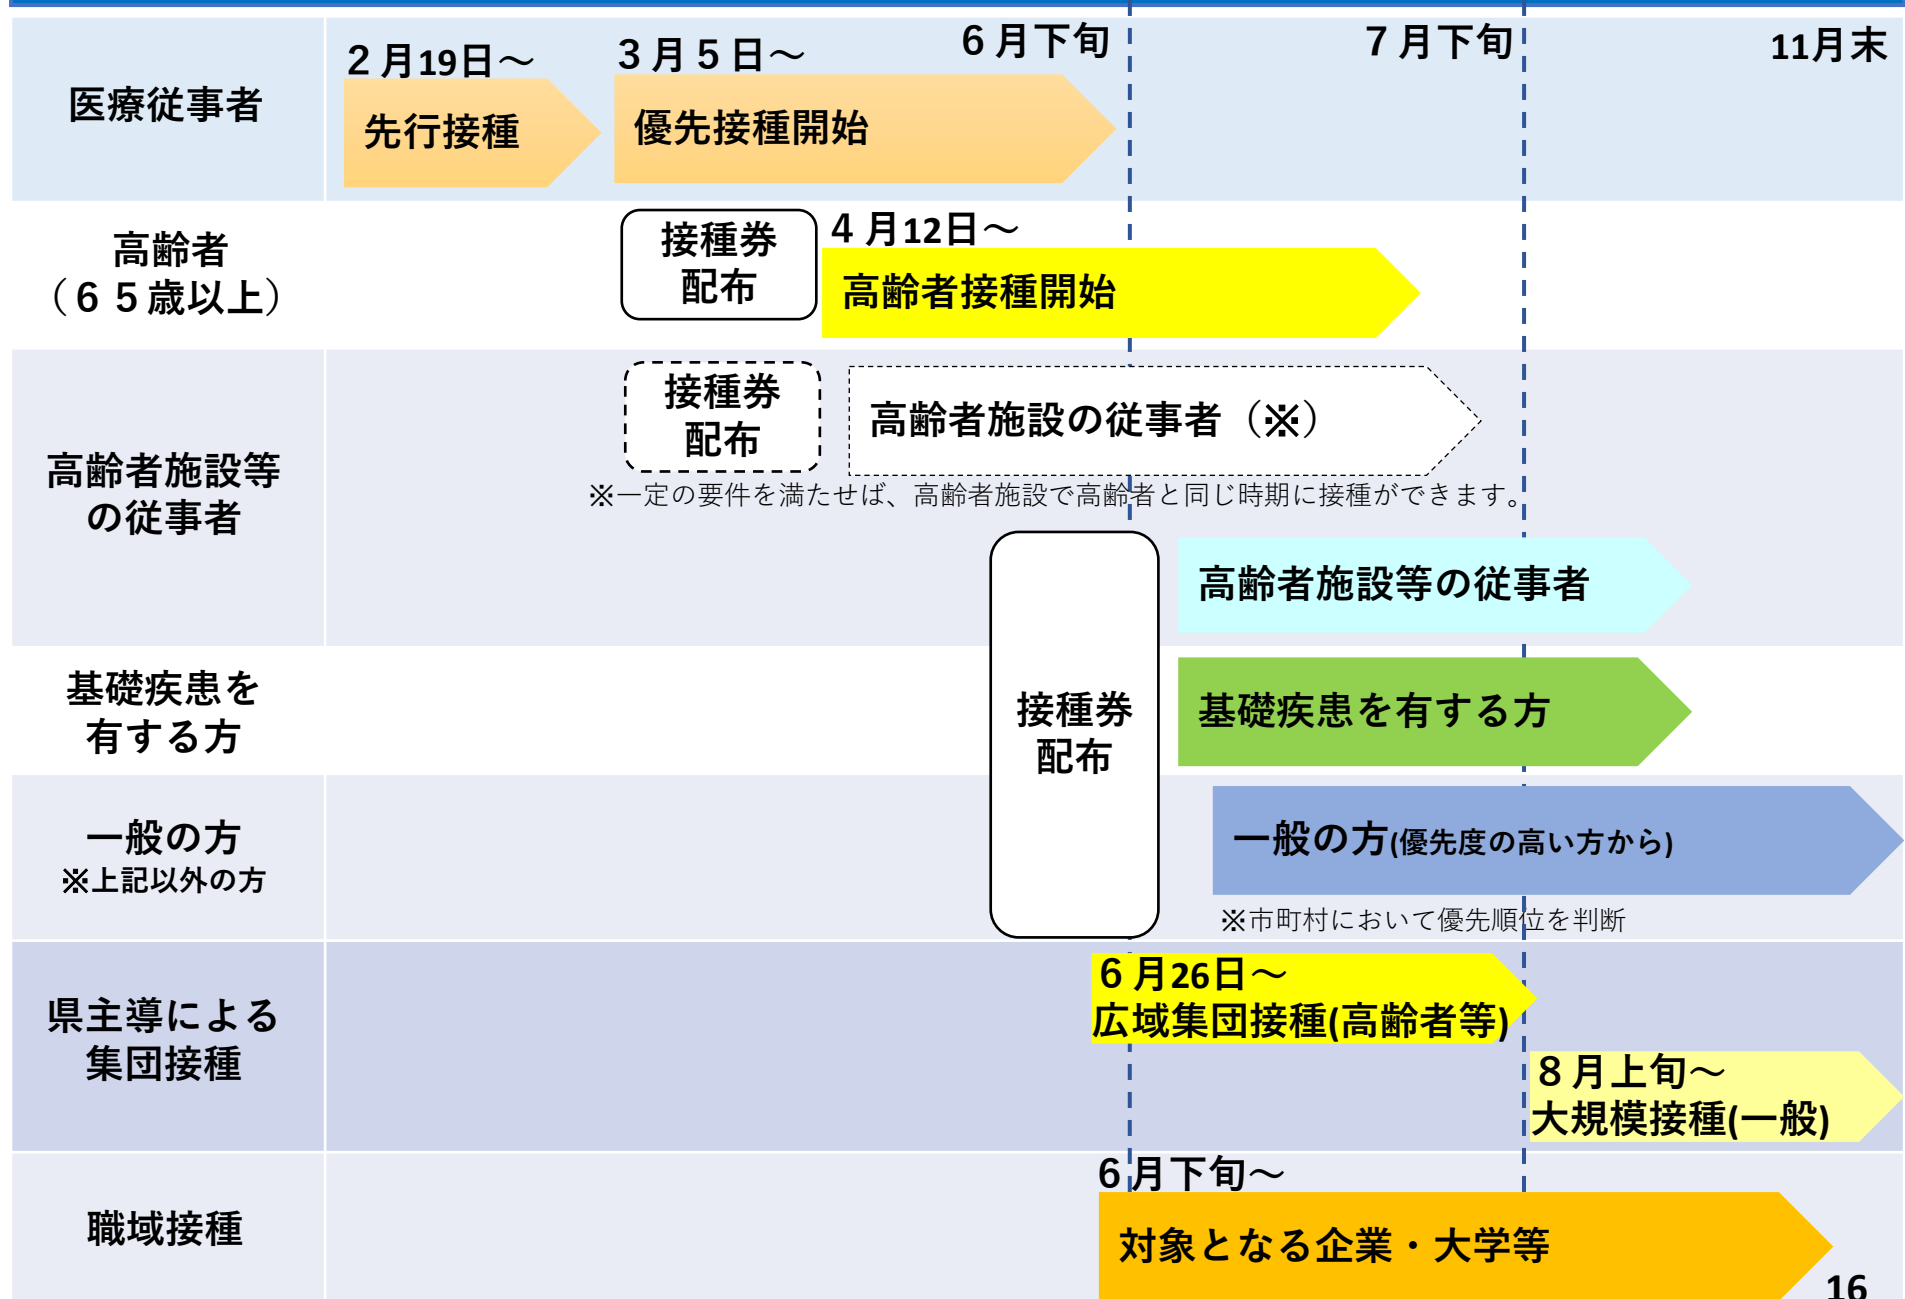 医療従事者
２月19日～
先行接種
３月５日～
優先接種開始
６月下旬
７月下旬
11月末
高齢者
（６５歳以上）
接種券
配布
４月12日～
高齢者接種開始
高齢者施設等
の従事者
接種券
配布
高齢者施設の従事者（※）
※一定の要件を満たせば、高齢者施設で高齢者と同じ時期に接種ができます。
高齢者施設等の従事者
接種券
配布
基礎疾患を
有する方
基礎疾患を有する方
一般の方
※上記以外の方
一般の方(優先度の高い方から)
※市町村において優先順位を判断
県主導による
集団接種
６月26日～
広域集団接種(高齢者等)
８月上旬～
大規模接種(一般)
職域接種
６月下旬～
対象となる企業・大学等
16